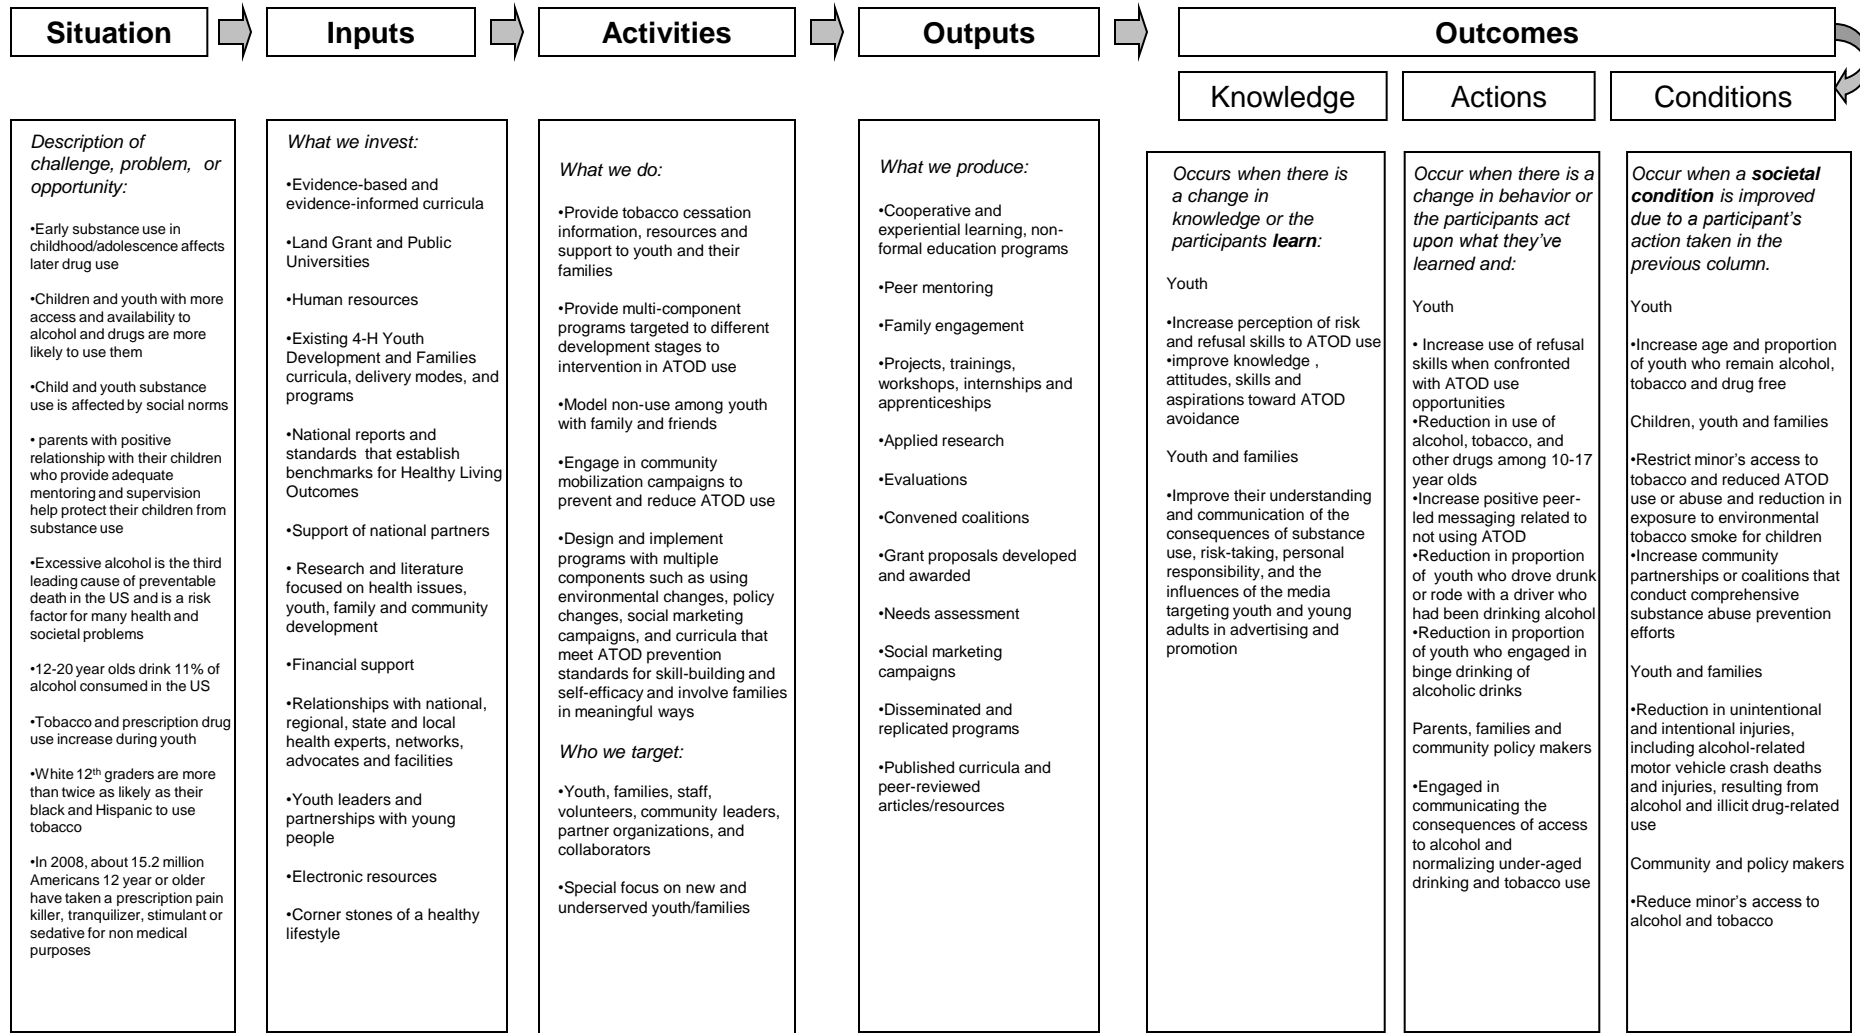 Situation
Inputs
Activities
Outputs
Outcomes
Knowledge
Actions
Conditions
Description of
challenge, problem, or
opportunity:
•Early substance use in
childhood/adolescence affects
later drug use
•Children and youth with more
access and availability to
alcohol and drugs are more
likely to use them
•Child and youth substance
use is affected by social norms
• parents with positive
relationship with their children
who provide adequate
mentoring and supervision
help protect their children from
substance use
•Excessive alcohol is the third
leading cause of preventable
death in the US and is a risk
factor for many health and
societal problems
•12-20 year olds drink 11% of
alcohol consumed in the US
•Tobacco and prescription drug
use increase during youth
•White 12th graders are more
than twice as likely as their
black and Hispanic to use
tobacco
•In 2008, about 15.2 million
Americans 12 year or older
have taken a prescription pain
killer, tranquilizer, stimulant or
sedative for non medical
purposes
What we invest:
•Evidence-based and
evidence-informed curricula
•Land Grant and Public
Universities
•Human resources
•Existing 4-H Youth
Development and Families
curricula, delivery modes, and
programs
•National reports and
standards that establish
benchmarks for Healthy Living
Outcomes
•Support of national partners
• Research and literature
focused on health issues,
youth, family and community
development
•Financial support
•Relationships with national,
regional, state and local
health experts, networks,
advocates and facilities
•Youth leaders and
partnerships with young
people
•Electronic resources
•Corner stones of a healthy
lifestyle
What we do:
•Provide tobacco cessation
information, resources and
support to youth and their
families
•Provide multi-component
programs targeted to different
development stages to
intervention in ATOD use
•Model non-use among youth
with family and friends
•Engage in community
mobilization campaigns to
prevent and reduce ATOD use
•Design and implement
programs with multiple
components such as using
environmental changes, policy
changes, social marketing
campaigns, and curricula that
meet ATOD prevention
standards for skill-building and
self-efficacy and involve families
in meaningful ways
Who we target:
•Youth, families, staff,
volunteers, community leaders,
partner organizations, and
collaborators
•Special focus on new and
underserved youth/families
What we produce:
•Cooperative and
experiential learning, non-
formal education programs
•Peer mentoring
•Family engagement
•Projects, trainings,
workshops, internships and
apprenticeships
•Applied research
•Evaluations
•Convened coalitions
•Grant proposals developed
and awarded
•Needs assessment
•Social marketing
campaigns
•Disseminated and
replicated programs
•Published curricula and
peer-reviewed
articles/resources
Occurs when there is
a change in
knowledge or the
participants learn:
Youth
•Increase perception of risk
and refusal skills to ATOD use
•improve knowledge ,
attitudes, skills and
aspirations toward ATOD
avoidance
Youth and families
•Improve their understanding
and communication of the
consequences of substance
use, risk-taking, personal
responsibility, and the
influences of the media
targeting youth and young
adults in advertising and
promotion
Occur when there is a
change in behavior or
the participants act
upon what they've
learned and:
Youth
• Increase use of refusal
skills when confronted
with ATOD use
opportunities
•Reduction in use of
alcohol, tobacco, and
other drugs among 10-17
year olds
•Increase positive peer-
led messaging related to
not using ATOD
•Reduction in proportion
of youth who drove drunk
or rode with a driver who
had been drinking alcohol
•Reduction in proportion
of youth who engaged in
binge drinking of
alcoholic drinks
Parents, families and
community policy makers
•Engaged in
communicating the
consequences of access
to alcohol and
normalizing under-aged
drinking and tobacco use
Occur when a societal
condition is improved
due to a participant's
action taken in the
previous column.
Youth
•Increase age and proportion
of youth who remain alcohol,
tobacco and drug free
Children, youth and families
•Restrict minor's access to
tobacco and reduced ATOD
use or abuse and reduction in
exposure to environmental
tobacco smoke for children
•Increase community
partnerships or coalitions that
conduct comprehensive
substance abuse prevention
efforts
Youth and families
•Reduction in unintentional
and intentional injuries,
including alcohol-related
motor vehicle crash deaths
and injuries, resulting from
alcohol and illicit drug-related
use
Community and policy makers
•Reduce minor's access to
alcohol and tobacco